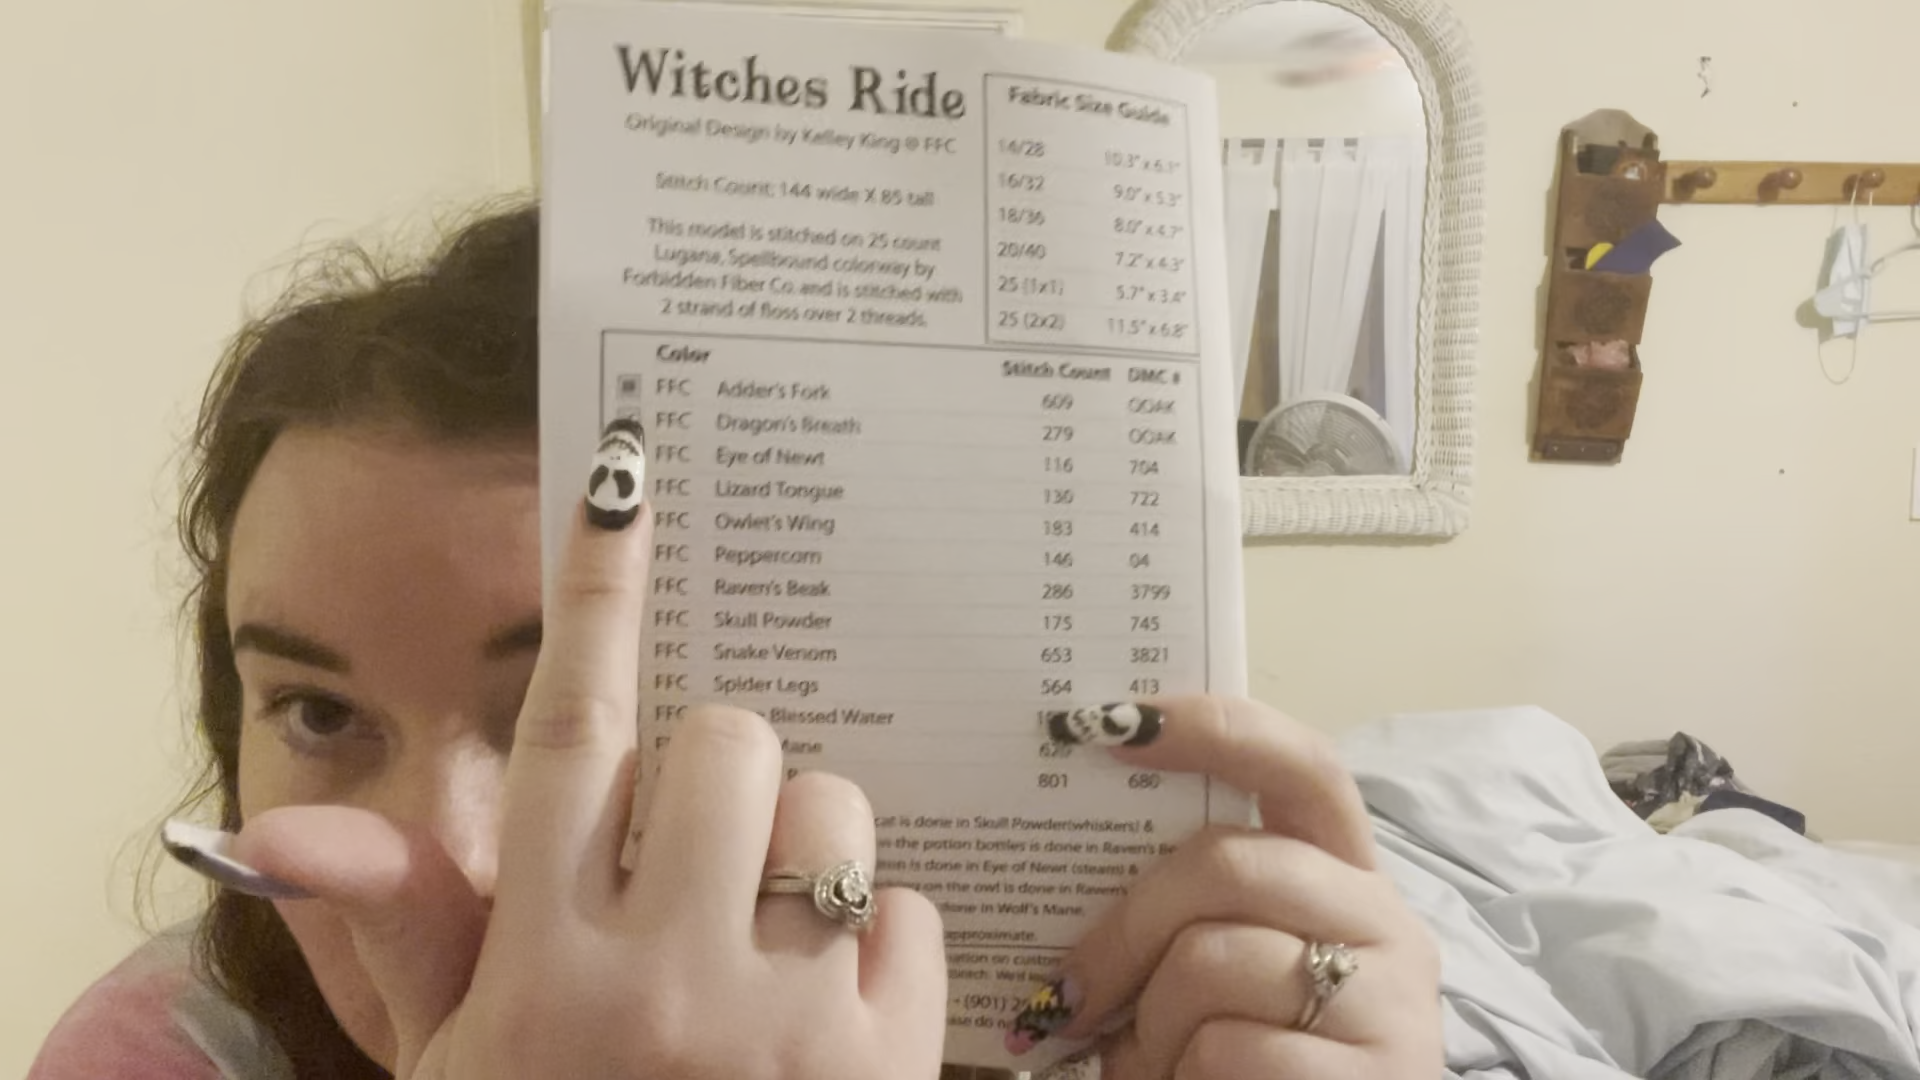 Witches Ride
Original Design by Kelley King @ FFC
Stitch Count: 144 wide X 85 tall
This model is stitched on 25 count
Lugana, Spellbound colorway by
Forbidden Fiber Co. and is stitched with
2 strand of floss over 2 threads.
Fabric Size Guide
14/28 10.3" x 6.1"
16/32 9.0" x 5.3"
18/36 8.0" x 4.7"
20/40 7.2" x 4.3"
25 (1x1) 5.7" x 3.4"
25 (2x2) 11.5" x 6.8"
Color Stitch Count DMC #
FFC Adder's Fork 609 OOAK
FFC Dragon's Breath 279 OOAK
FFC Eye of Newt 116 704
FFC Lizard Tongue 130 722
FFC Owlet's Wing 183 414
FFC Peppercorn 146 04
FFC Raven's Beak 286 3799
FFC Skull Powder 175 745
FFC Snake Venom 653 3821
FFC Spider Legs 564 413
FFC Blessed Water
Mane
801 680
cat is done in Skull Powder(whiskers) &
the potion bottles is done in Raven's
is done in Eye of Newt (steam) &
on the owl is done in Raven's
done in Wolf's Mane.
approximate.
on custom
(901)